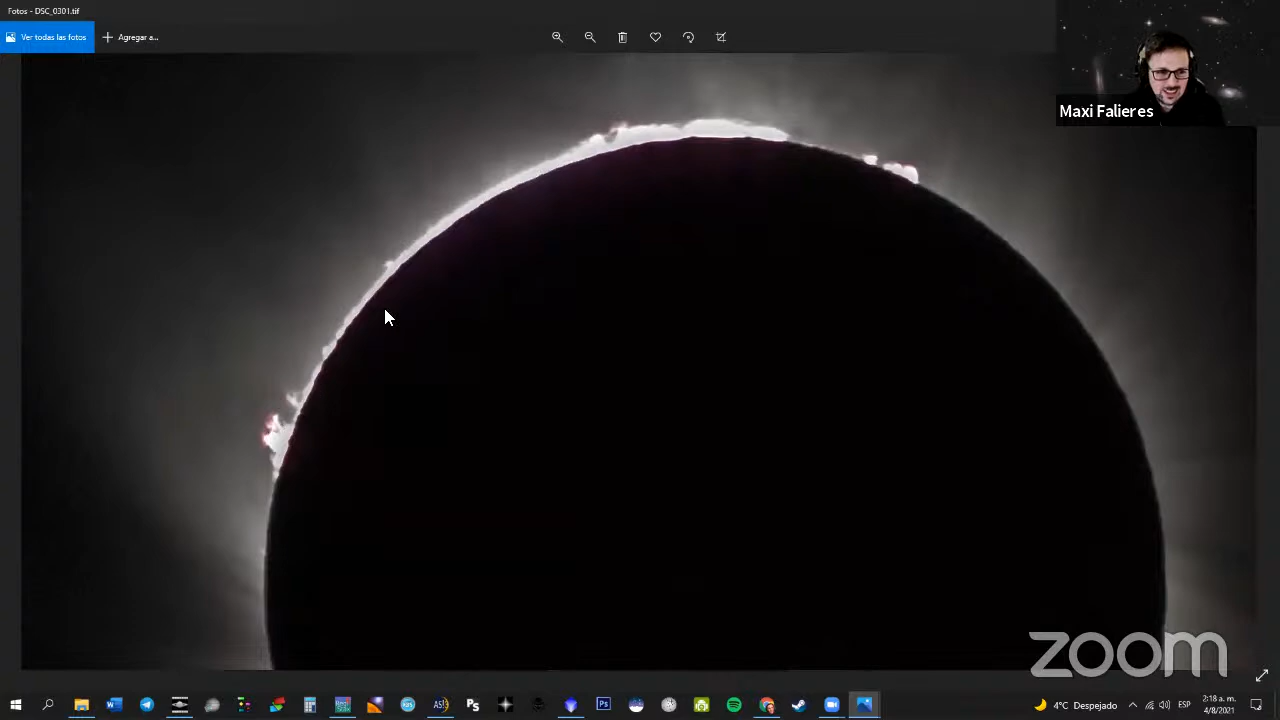 Fotos - DSC_0301.tif
Ver todas las fotos
Agregar a...
Maxi Falieres
zoom
4°C Despejado
ESP
2:18 a. m.
4/8/2021